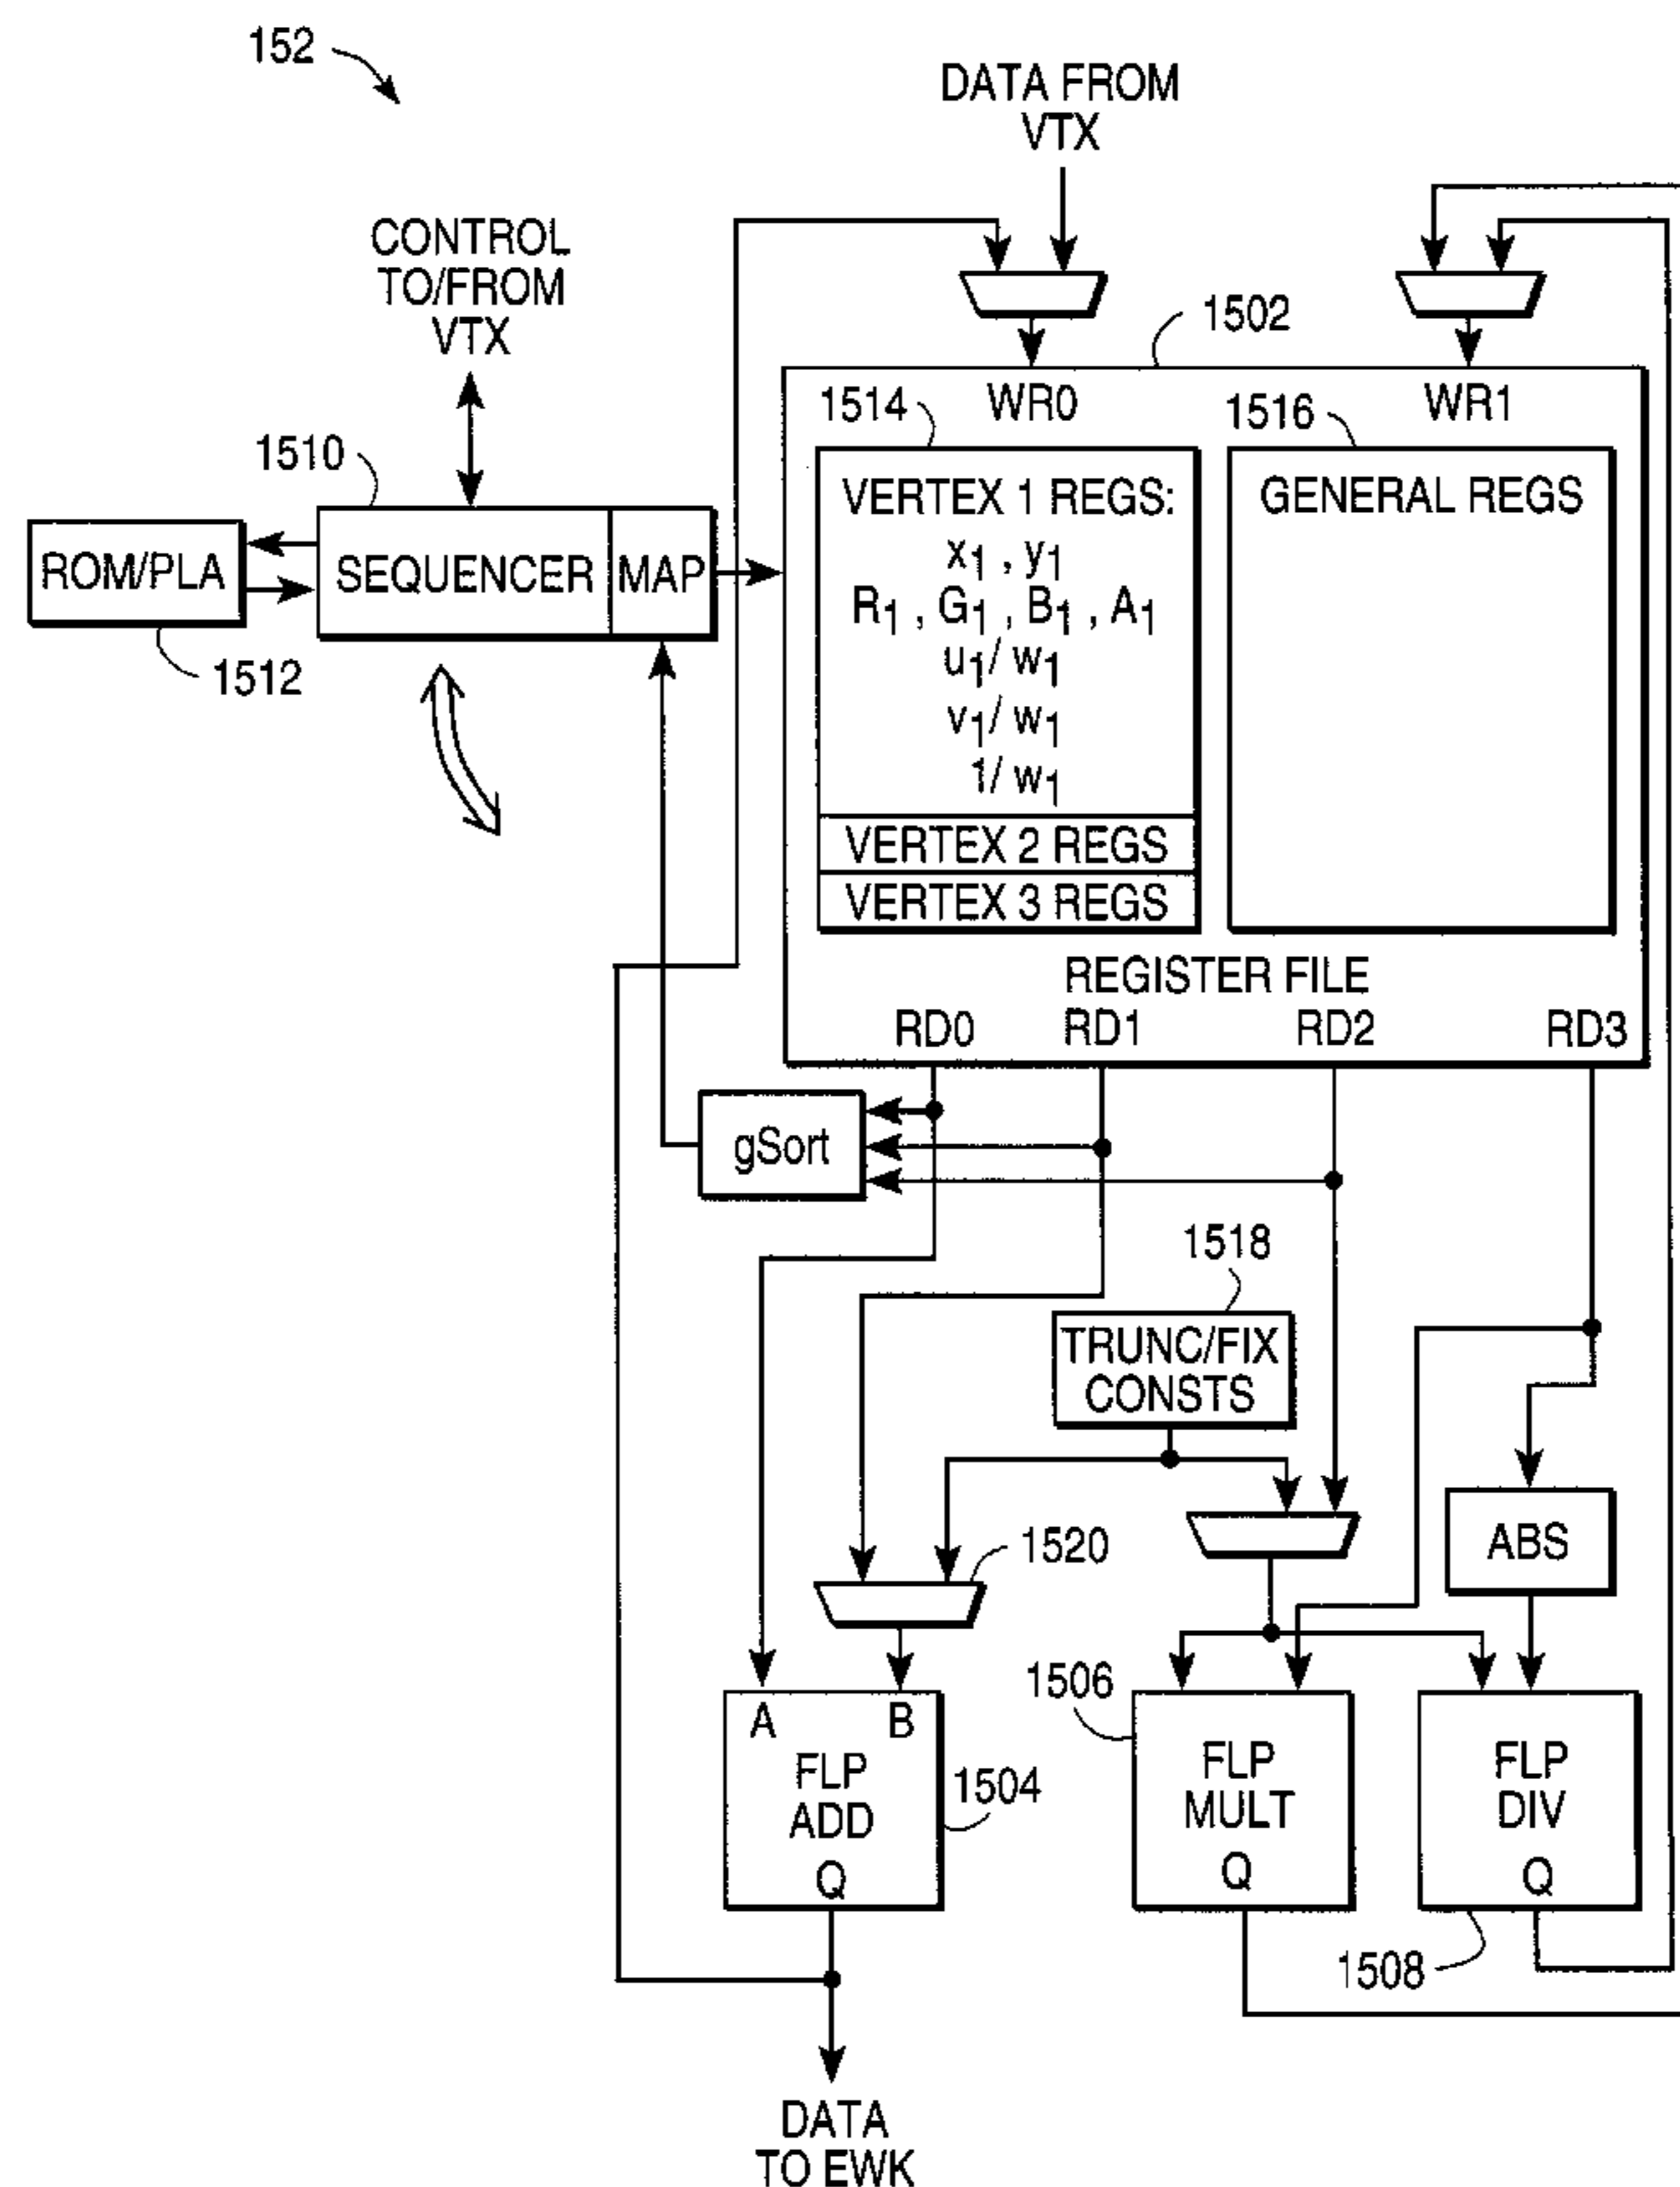 152
DATA FROM
VTX
CONTROL
TO/FROM
VTX
1502
1514
WR0
1516
WR1
1510
VERTEX 1 REGS:
GENERAL REGS
x1 , y1
ROM/PLA
SEQUENCER
MAP
R1 , G1 , B1 , A1
1512
u1/ w1
v1/ w1
1/ w1
VERTEX 2 REGS
VERTEX 3 REGS
REGISTER FILE
RD0
RD1
RD2
RD3
gSort
1518
TRUNC/FIX
CONSTS
1520
ABS
1506
A
B
FLP
ADD
Q
1504
FLP
MULT
Q
FLP
DIV
Q
1508
DATA
TO EWK